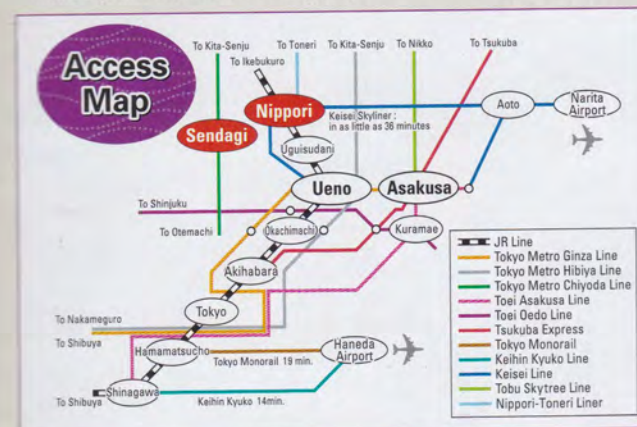 Access
Map
To Kita-Senju
To Toneri
To Kita-Senju
To Nikko
To Tsukuba
To Ikebukuro
Nippori
Keisei Skyliner :
in as little as 36 minutes
Aoto
Narita
Airport
Sendagi
Uguisudani
Ueno
Asakusa
To Shinjuku
To Otemachi
Okachimachi
Kuramae
Akihabara
Tokyo
To Nakameguro
To Shibuya
Hamamatsucho
Tokyo Monorail 19 min.
Haneda
Airport
To Shibuya
Shinagawa
Keihin Kyuko 14min.
JR Line
Tokyo Metro Ginza Line
Tokyo Metro Hibiya Line
Tokyo Metro Chiyoda Line
Toei Asakusa Line
Toei Oedo Line
Tsukuba Express
Tokyo Monorail
Keihin Kyuko Line
Keisei Line
Tobu Skytree Line
Nippori-Toneri Liner